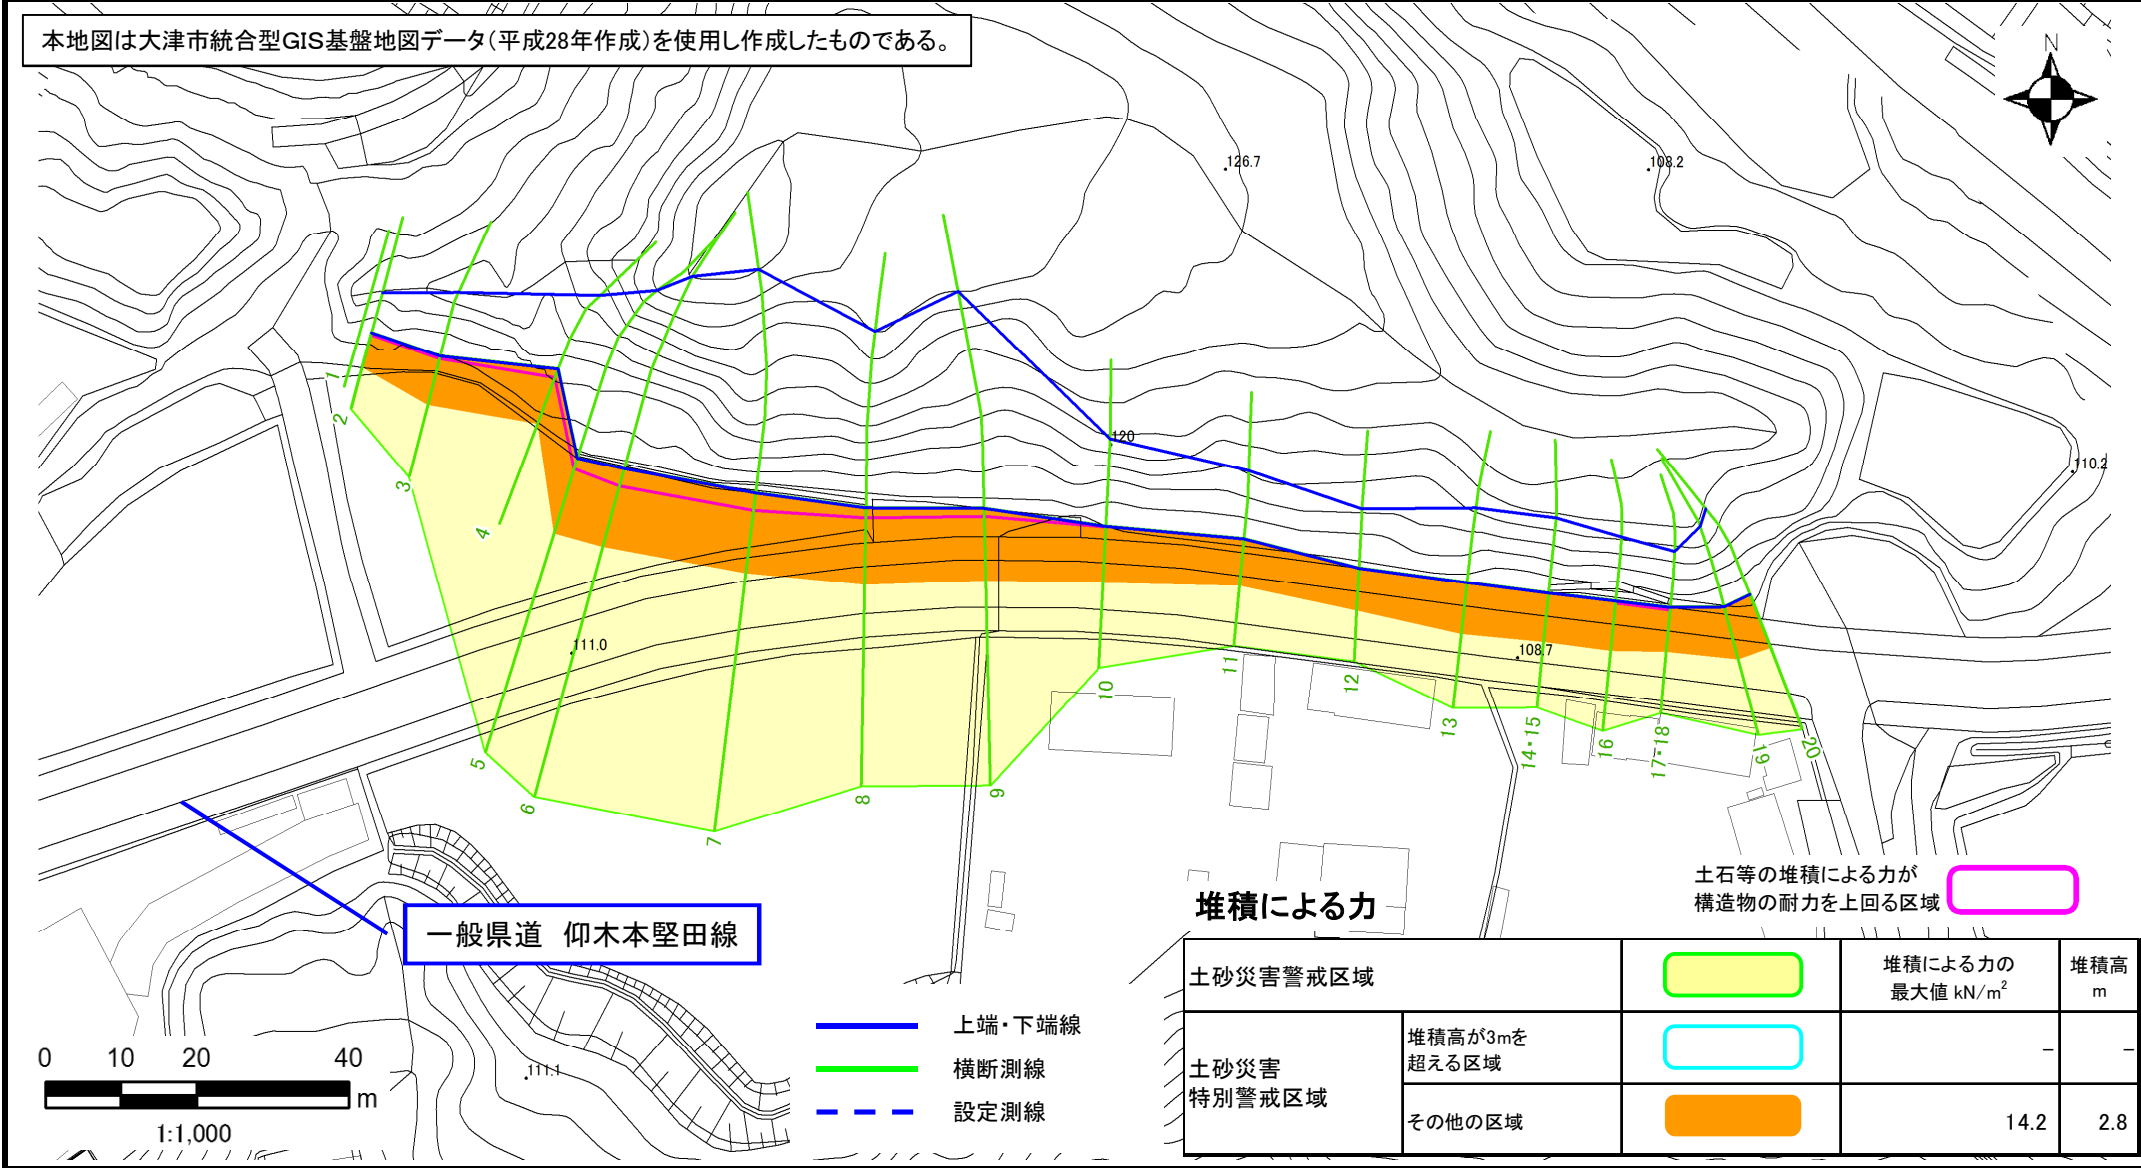 本地図は大津市統合型GIS基盤地図データ(平成28年作成)を使用し作成したものである。
N
126.7
108.2
120
110.2
111.0
108.7
111.1
1
2
3
4
5
6
7
8
9
10
11
12
13
14・15
16
17・18
19
20
一般県道 仰木本堅田線
0 10 20 40
m
1:1,000
上端・下端線
横断測線
設定測線
土石等の堆積による力が
構造物の耐力を上回る区域
堆積による力
土砂災害警戒区域
堆積による力の
最大値 kN/m²
堆積高
m
土砂災害
特別警戒区域
堆積高が3mを
超える区域
－ －
その他の区域
14.2 2.8